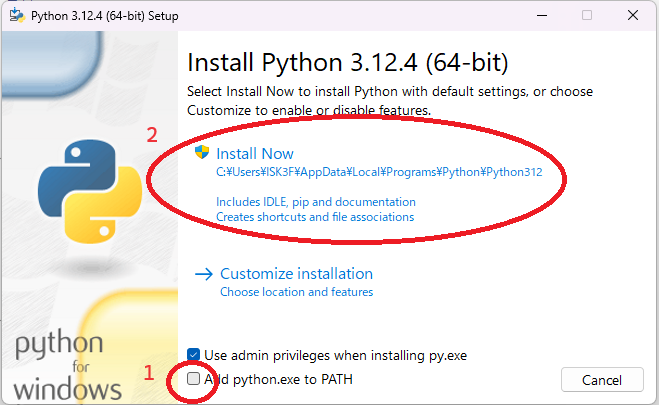 Python 3.12.4 (64-bit) Setup
Install Python 3.12.4 (64-bit)
Select Install Now to install Python with default settings, or choose
Customize to enable or disable features.
2
Install Now
C:¥Users¥ISK3F¥AppData¥Local¥Programs¥Python¥Python312
Includes IDLE, pip and documentation
Creates shortcuts and file associations
Customize installation
Choose location and features
Use admin privileges when installing py.exe
1
Add python.exe to PATH
Cancel
python
for
windows